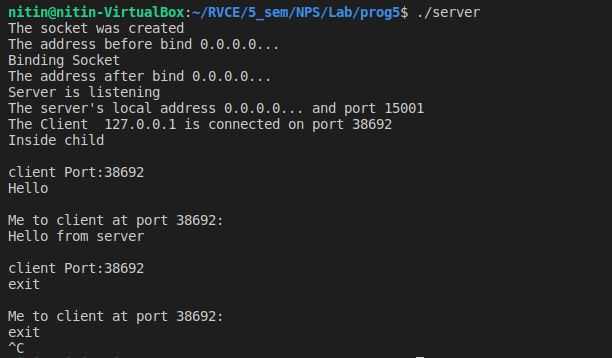 nitin@nitin-VirtualBox:~/RVCE/5_sem/NPS/Lab/prog5$ ./server
The socket was created
The address before bind 0.0.0.0...
Binding Socket
The address after bind 0.0.0.0...
Server is listening
The server's local address 0.0.0.0... and port 15001
The Client  127.0.0.1 is connected on port 38692
Inside child
client Port:38692
Hello
Me to client at port 38692:
Hello from server
client Port:38692
exit
Me to client at port 38692:
exit
^C